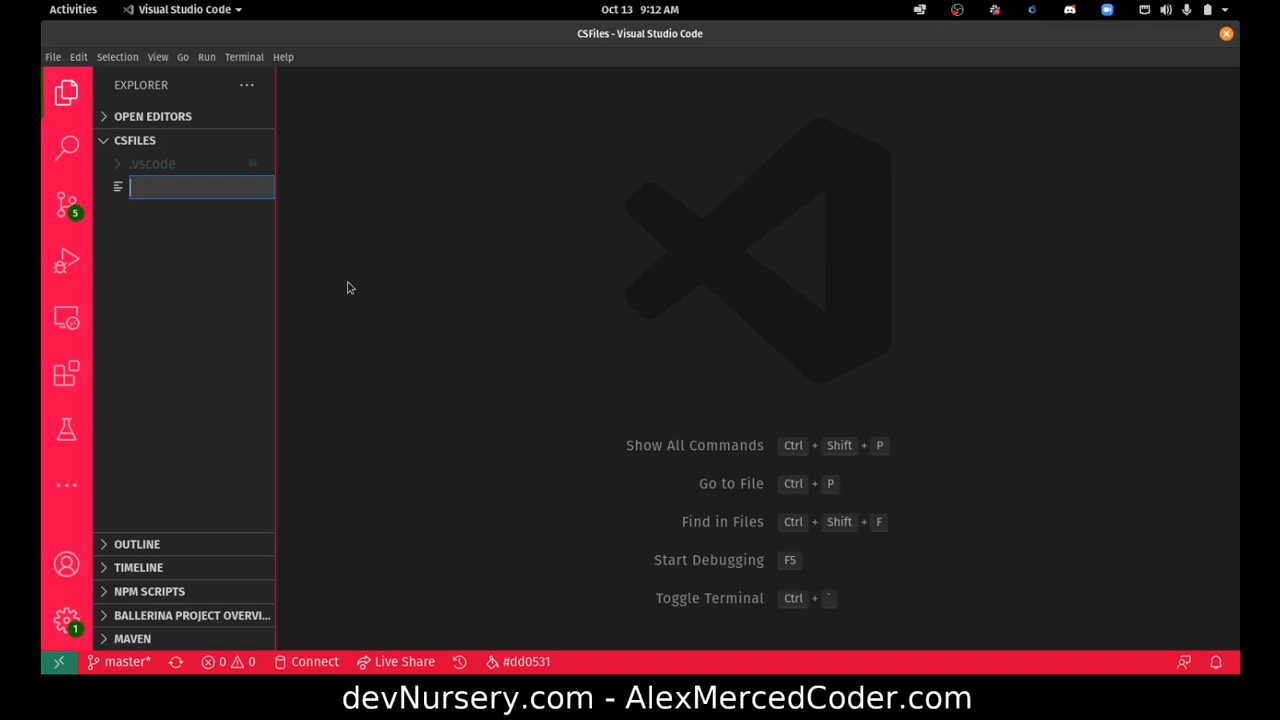 Activities Visual Studio Code Oct 13 9:12 AM
CSFiles - Visual Studio Code
File Edit Selection View Go Run Terminal Help
EXPLORER ...
OPEN EDITORS
CSFILES
.vscode
5
Show All Commands Ctrl + Shift + P
Go to File Ctrl + P
Find in Files Ctrl + Shift + F
Start Debugging F5
Toggle Terminal Ctrl + `
OUTLINE
TIMELINE
NPM SCRIPTS
BALLERINA PROJECT OVERVI...
1
MAVEN
master* 0 0 Connect Live Share #dd0531
devNursery.com - AlexMercedCoder.com